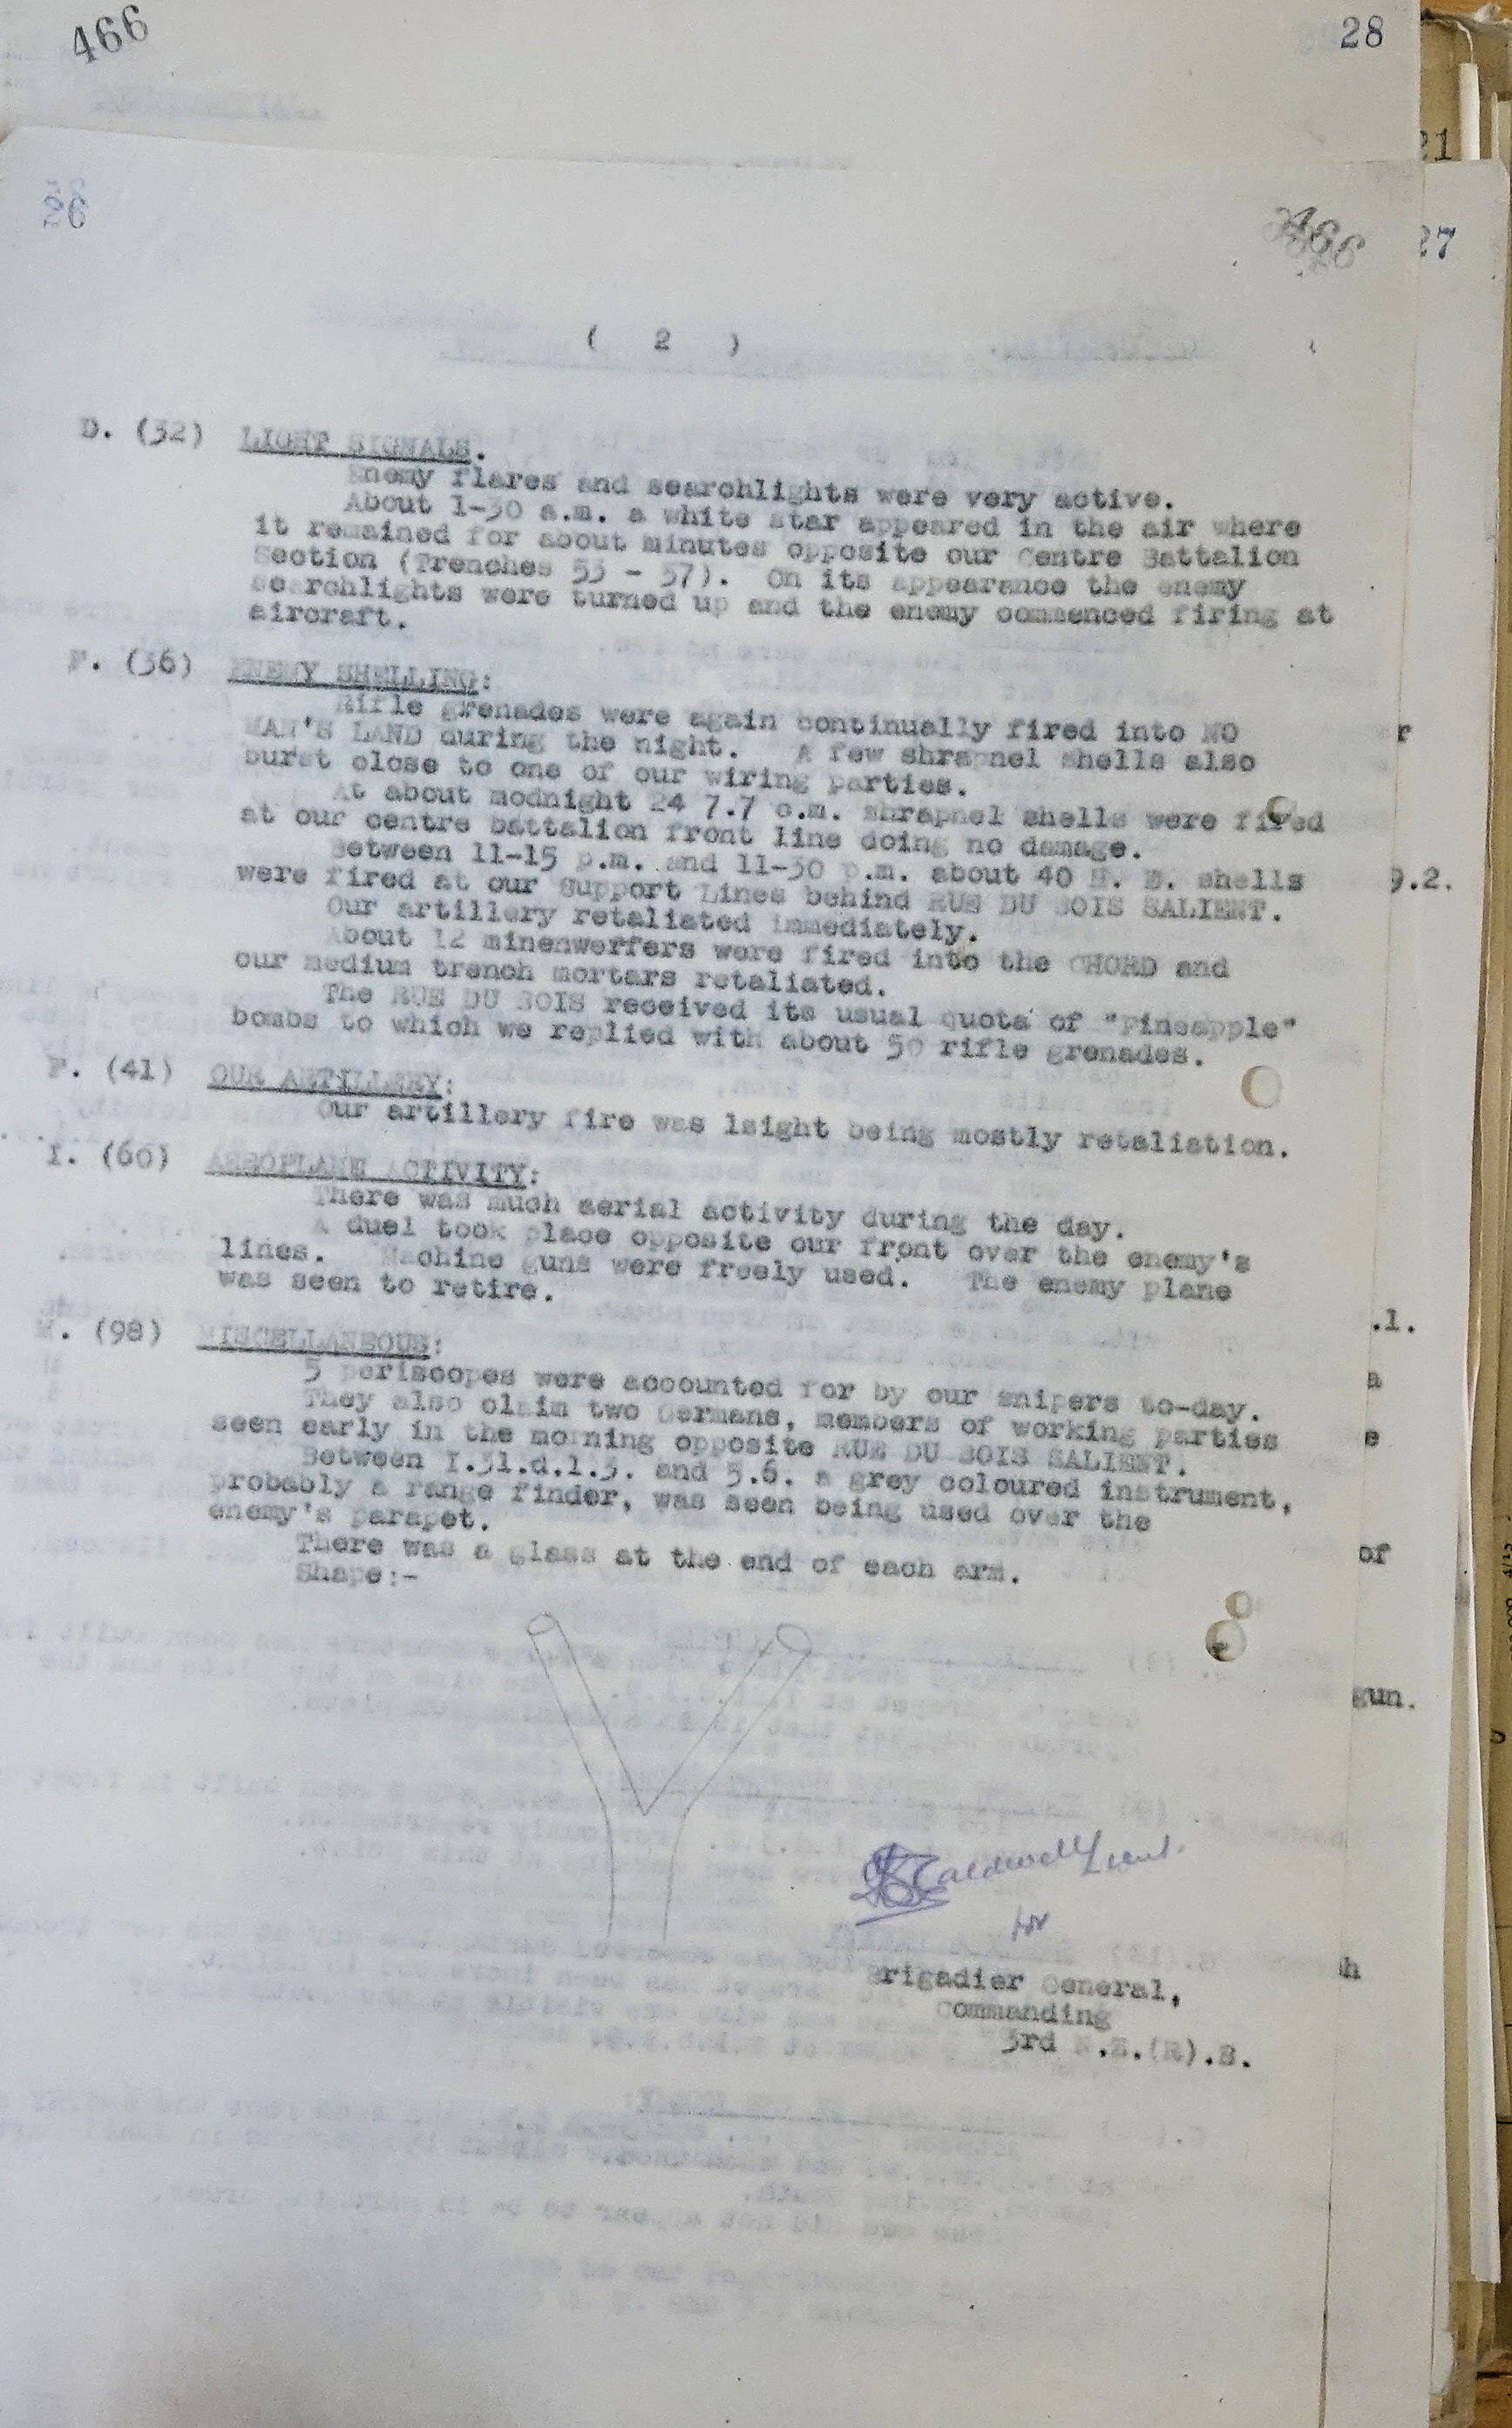 466
28
21
26
466
27
( 2 )
D. (32) LIGHT SIGNALS.
Enemy flares and searchlights were very active.
About 1-30 a.m. a white star appeared in the air where
it remained for about minutes opposite our Centre Battalion
Section (Trenches 53 - 57). On its appearance the enemy
searchlights were turned up and the enemy commenced firing at
aircraft.
F. (36) ENEMY SHELLING:
Rifle grenades were again continually fired into NO
MAN'S LAND during the night. A few shrapnel shells also
burst close to one of our wiring parties.
At about modnight 24 7.7 c.m. shrapnel shells were fired
at our centre battalion front line doing no damage.
Between 11-15 p.m. and 11-30 p.m. about 40 H. E. shells
were fired at our Support Lines behind RUE DU BOIS SALIENT.
Our artillery retaliated immediately.
About 12 minenwerfers were fired into the CHORD and
our medium trench mortars retaliated.
The RUE DU BOIS received its usual quota of "Pineapple"
bombs to which we replied with about 50 rifle grenades.
F. (41) OUR ARTILLERY:
Our artillery fire was laight being mostly retaliation.
I. (60) AEROPLANE ACTIVITY:
There was much aerial activity during the day.
A duel took place opposite our front over the enemy's
lines. Machine guns were freely used. The enemy plane
was seen to retire.
M. (98) MISCELLANEOUS:
5 periscopes were accounted for by our snipers to-day.
They also claim two Germans, members of working parties
seen early in the morning opposite RUE DU BOIS SALIENT.
Between I.31.d.1.3. and 5.6. a grey coloured instrument,
probably a range finder, was seen being used over the
enemy's parapet.
There was a glass at the end of each arm.
Shape:-
Caldwell Lieut.
for
Brigadier General,
Commanding
3rd N.Z.(R).B.
r
9.2.
.1.
a
e
of
gun.
h